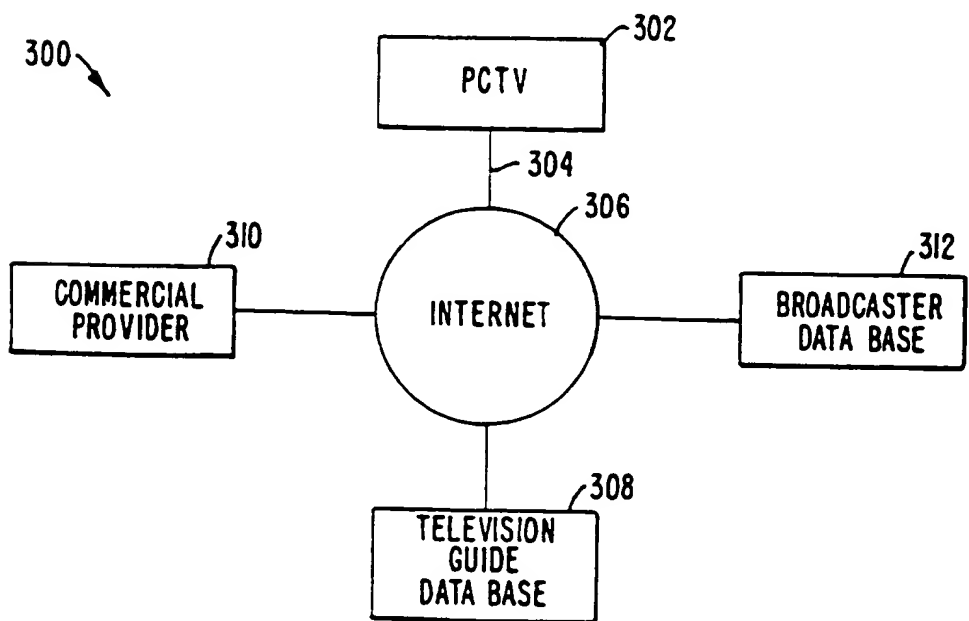 300
302
PCTV
304
306
310
312
COMMERCIAL
PROVIDER
INTERNET
BROADCASTER
DATA BASE
308
TELEVISION
GUIDE
DATA BASE